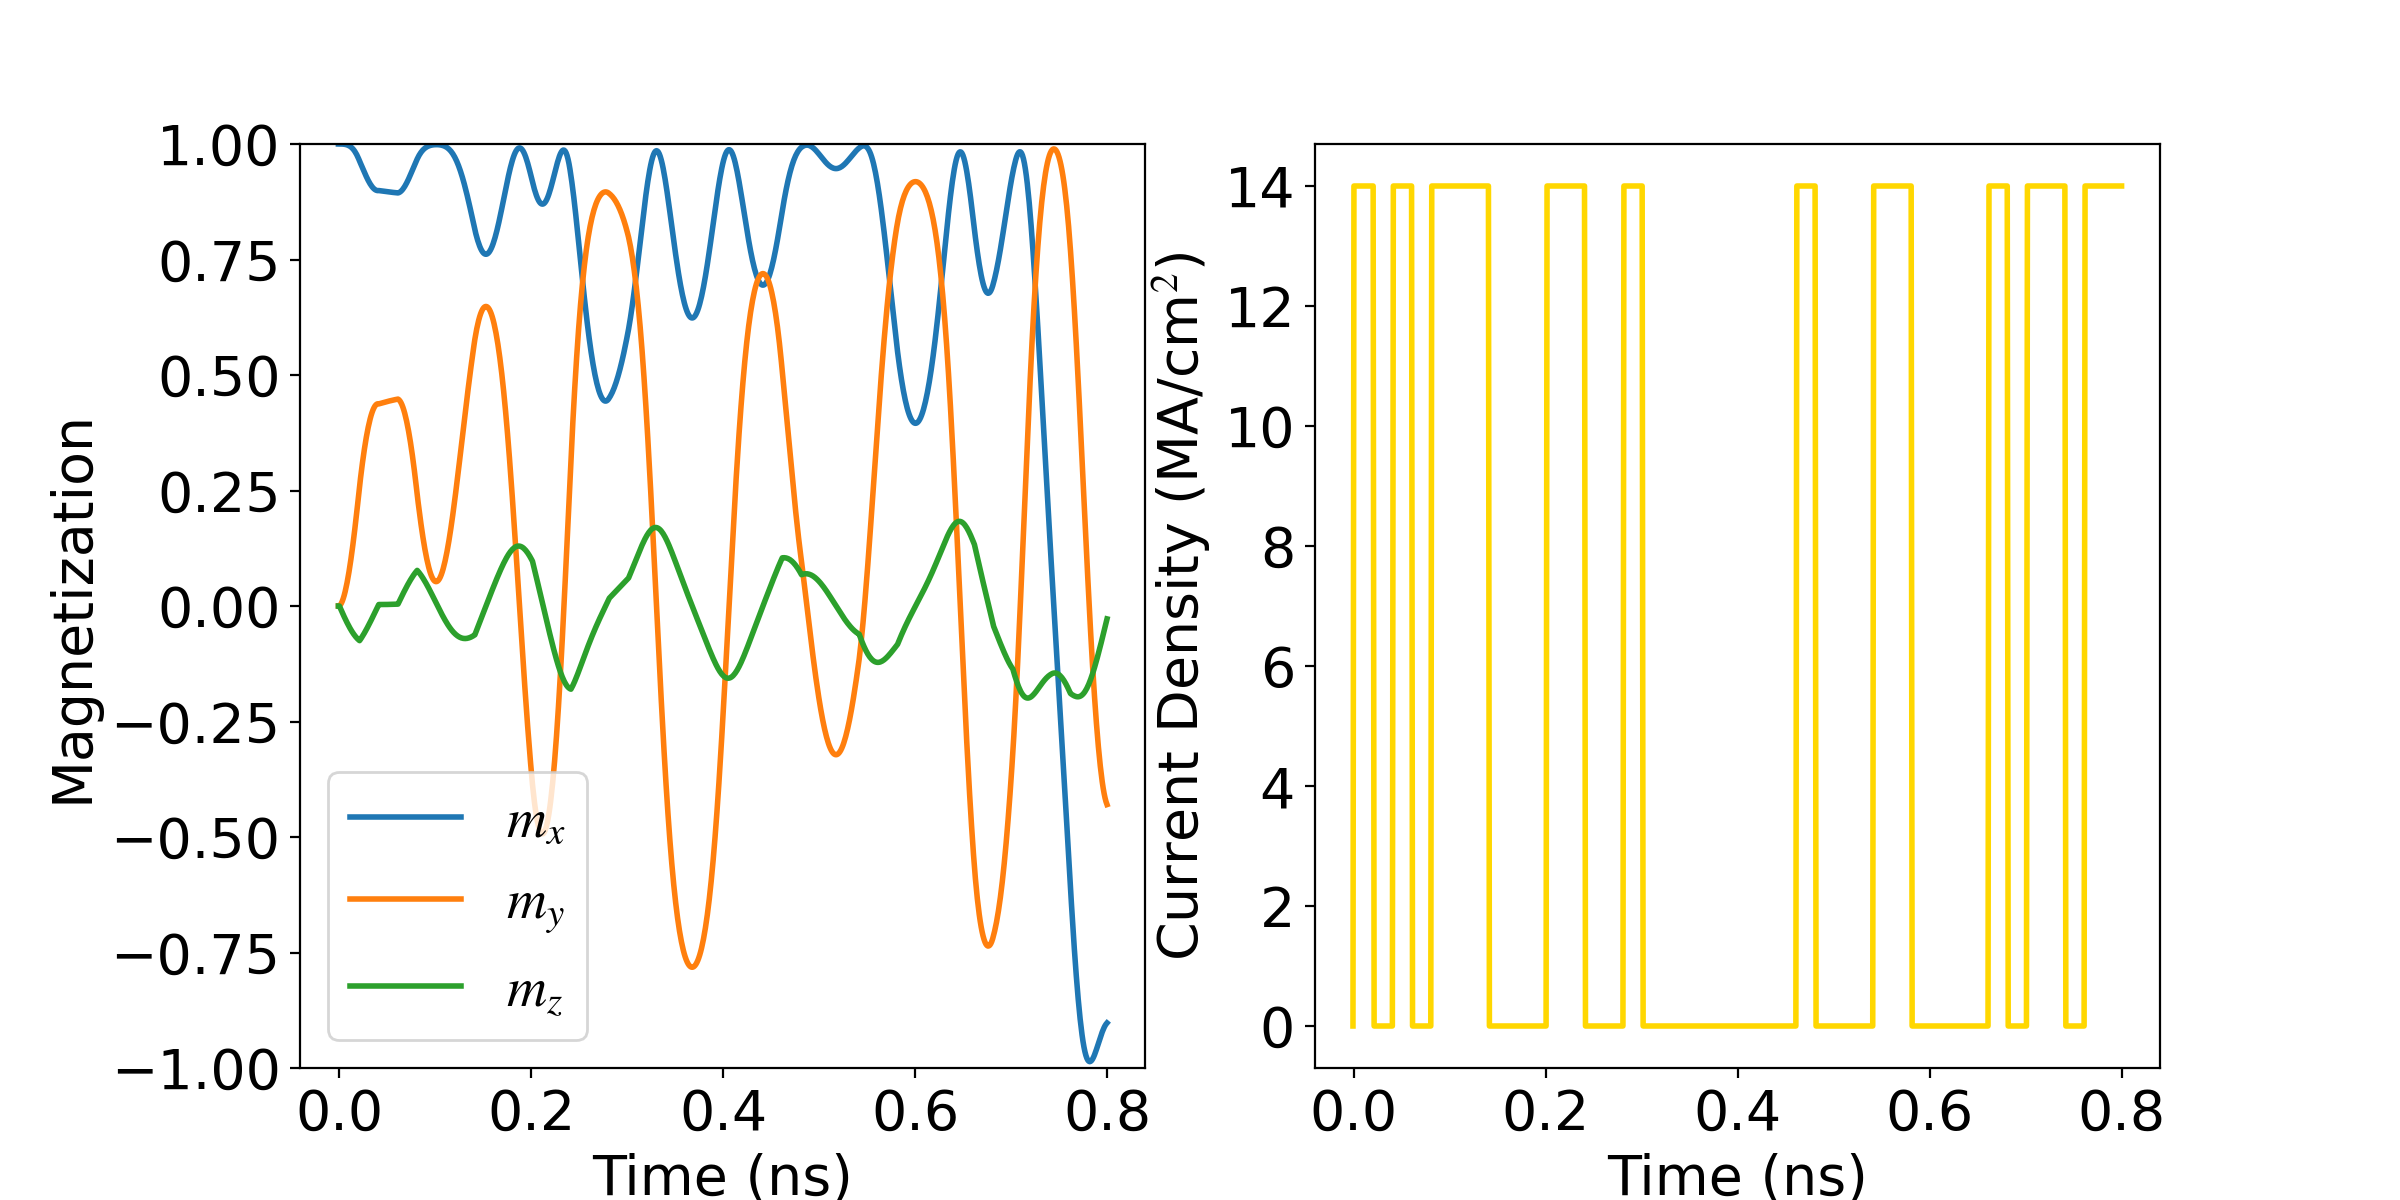 Magnetization
1.00
0.75
0.50
0.25
0.00
−0.25
−0.50
−0.75
−1.00
0.0 0.2 0.4 0.6 0.8
Time (ns)
m_x
m_y
m_z
Current Density (MA/cm²)
14
12
10
8
6
4
2
0
0.0 0.2 0.4 0.6 0.8
Time (ns)